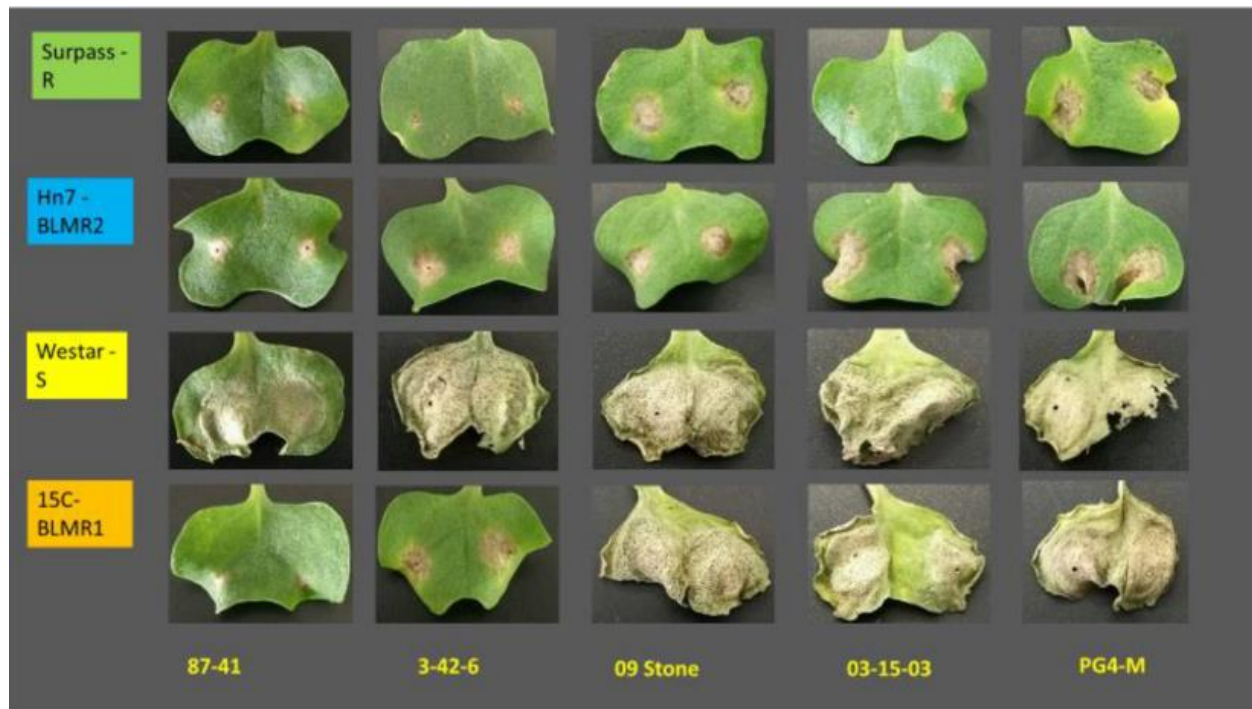 Surpass -
R
Hn7 -
BLMR2
Westar -
S
15C-
BLMR1
87-41
3-42-6
09 Stone
03-15-03
PG4-M